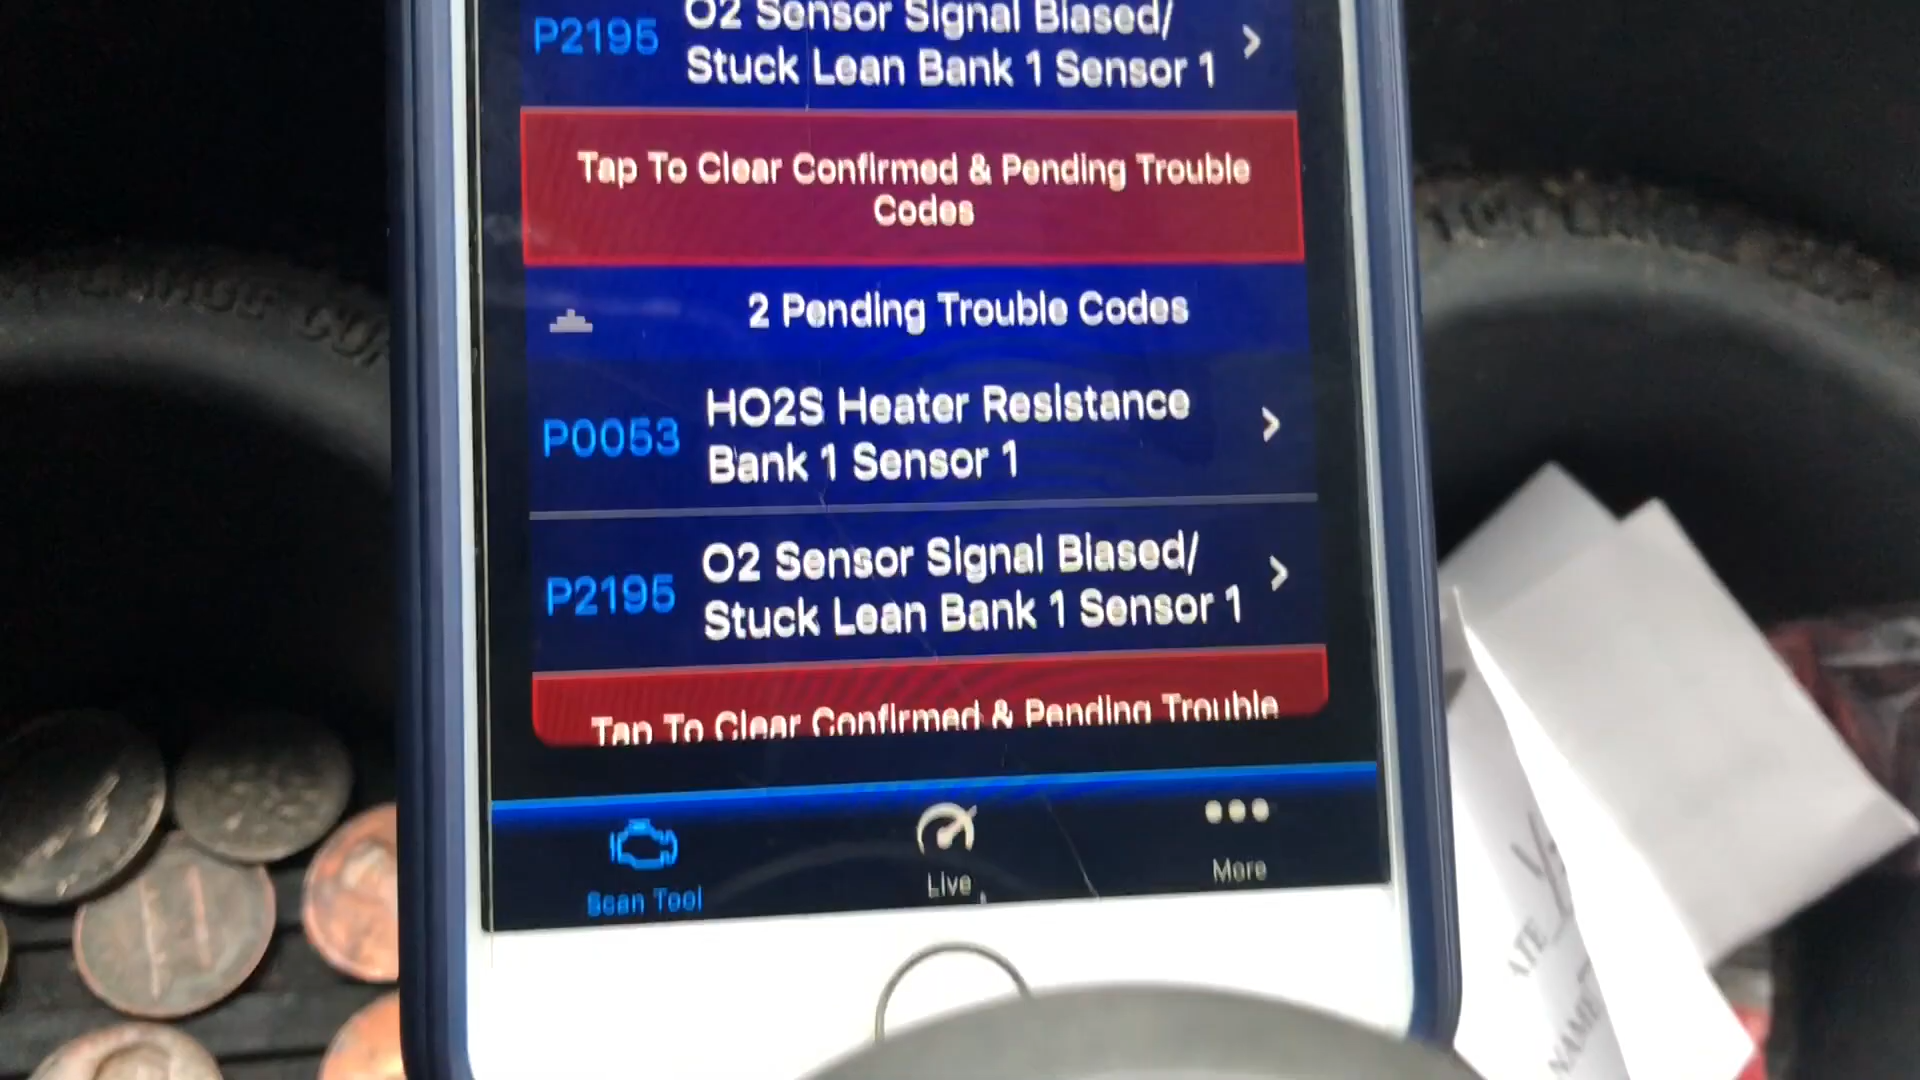 P2195
O2 Sensor Signal Biased/
Stuck Lean Bank 1 Sensor 1
Tap To Clear Confirmed & Pending Trouble
Codes
2 Pending Trouble Codes
P0053
HO2S Heater Resistance
Bank 1 Sensor 1
P2195
O2 Sensor Signal Biased/
Stuck Lean Bank 1 Sensor 1
Tap To Clear Confirmed & Pending Trouble
Scan Tool
Live
More
ATE
NAME